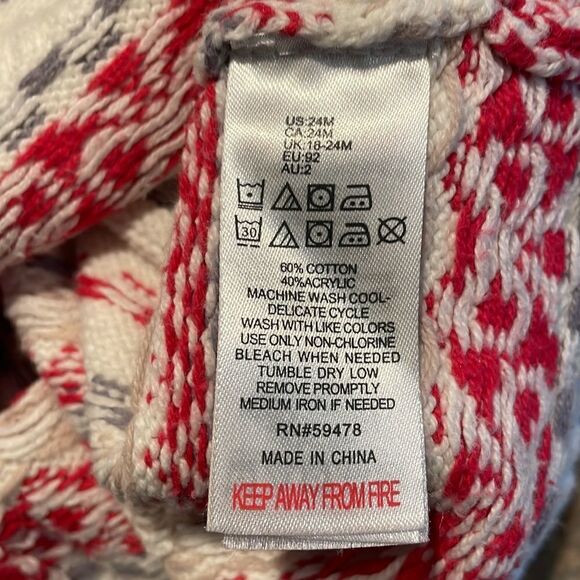 US:24M
CA:24M
UK:18-24M
EU:92
AU:2
30
60% COTTON
40%ACRYLIC
MACHINE WASH COOL-
DELICATE CYCLE
WASH WITH LIKE COLORS
USE ONLY NON-CHLORINE
BLEACH WHEN NEEDED
TUMBLE DRY LOW
REMOVE PROMPTLY
MEDIUM IRON IF NEEDED
RN#59478
MADE IN CHINA
KEEP AWAY FROM FIRE